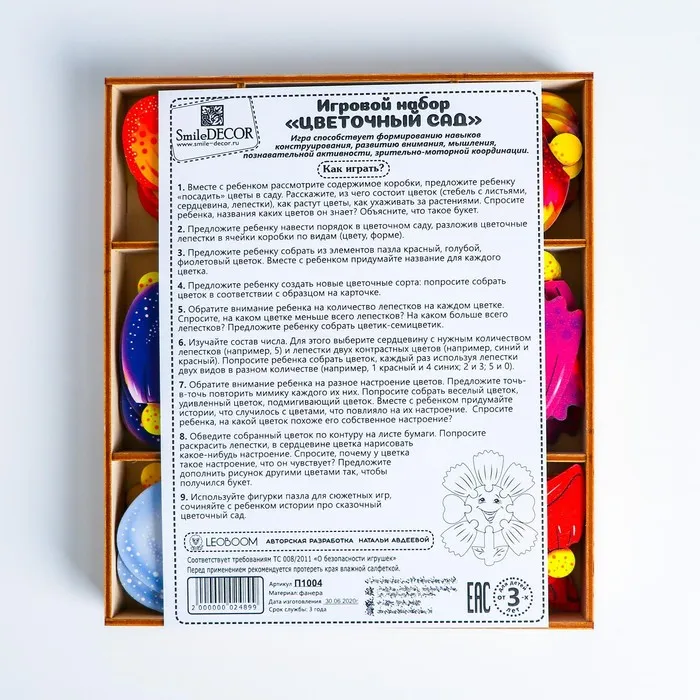 SmileDECOR
www.smile-decor.ru
Игровой набор
«ЦВЕТОЧНЫЙ САД»
Игра способствует формированию навыков
конструирования, развитию внимания, мышления,
познавательной активности, зрительно-моторной координации.
Как играть?
1. Вместе с ребенком рассмотрите содержимое коробки, предложите ребенку
«посадить» цветы в саду. Расскажите, из чего состоит цветок (стебель с листьями,
сердцевина, лепестки), как растут цветы, как ухаживать за растениями. Спросите
ребенка, названия каких цветов он знает? Объясните, что такое букет.
2. Предложите ребенку навести порядок в цветочном саду, разложив цветочные
лепестки в ячейки коробки по видам (цвету, форме).
3. Предложите ребенку собрать из элементов пазла красный, голубой,
фиолетовый цветок. Вместе с ребенком придумайте название для каждого
цветка.
4. Предложите ребенку создать новые цветочные сорта: попросите собрать
цветок в соответствии с образцом на карточке.
5. Обратите внимание ребенка на количество лепестков на каждом цветке.
Спросите, на каком цветке меньше всего лепестков? На каком больше всего
лепестков? Предложите ребенку собрать цветик-семицветик.
6. Изучайте состав числа. Для этого выберите сердцевину с нужным количеством
лепестков (например, 5) и лепестки двух контрастных цветов (например, синий и
красный). Попросите ребенка собрать цветок, каждый раз используя лепестки
двух видов в разном количестве (например, 1 красный и 4 синих; 2 и 3; 5 и 0).
7. Обратите внимание ребенка на разное настроение цветов. Предложите точь-
в-точь повторить мимику каждого их них. Попросите собрать веселый цветок,
удивленный цветок, подмигивающий цветок. Вместе с ребенком придумайте
истории, что случилось с цветами, что повлияло на их настроение. Спросите
ребенка, на какой цветок похоже его собственное настроение?
8. Обведите собранный цветок по контуру на листе бумаги. Попросите
раскрасить лепестки, в сердцевине цветка нарисовать
какое-нибудь настроение. Спросите, почему у цветка
такое настроение, что он чувствует? Предложите
дополнить рисунок другими цветами так, чтобы
получился букет.
9. Используйте фигурки пазла для сюжетных игр,
сочиняйте с ребенком истории про сказочный
цветочный сад.
LEOBOOM АВТОРСКАЯ РАЗРАБОТКА НАТАЛЬИ АВДЕЕВОЙ
Соответствует требованиям ТС 008/2011 «О безопасности игрушек»
Перед применением рекомендуется протереть края влажной салфеткой.
Артикул П1004
Материал: фанера
Дата изготовления 30.06.2020г.
Срок службы: 3 года
2 000000 024899
EAC
для детей
от 3 лет